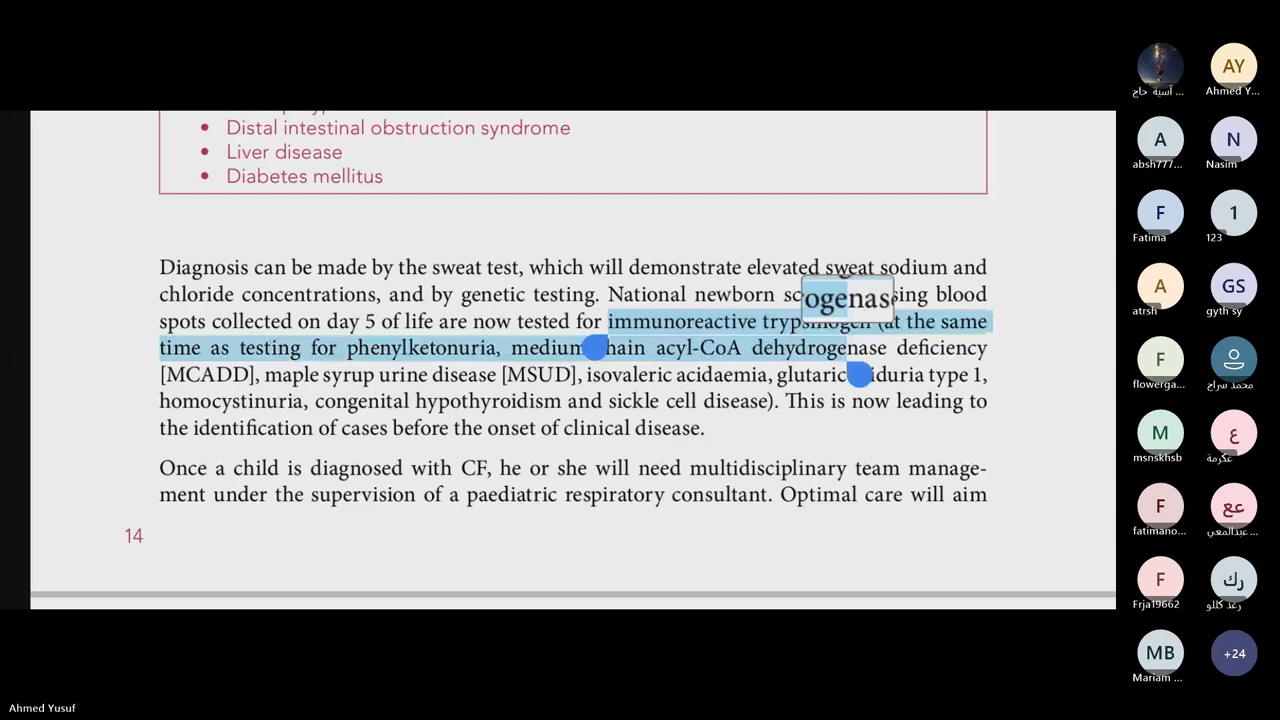 • Distal intestinal obstruction syndrome
• Liver disease
• Diabetes mellitus
Diagnosis can be made by the sweat test, which will demonstrate elevated sweat sodium and
chloride concentrations, and by genetic testing. National newborn sc ogenase sing blood
spots collected on day 5 of life are now tested for immunoreactive trypsinogen (at the same
time as testing for phenylketonuria, medium hain acyl-CoA dehydrogenase deficiency
[MCADD], maple syrup urine disease [MSUD], isovaleric acidaemia, glutaric iduria type 1,
homocystinuria, congenital hypothyroidism and sickle cell disease). This is now leading to
the identification of cases before the onset of clinical disease.
Once a child is diagnosed with CF, he or she will need multidisciplinary team manage-
ment under the supervision of a paediatric respiratory consultant. Optimal care will aim
14
آسية حاج ...
AY
Ahmed Y...
A
absh777...
N
Nasim
F
Fatima
1
123
A
atrsh
GS
gyth sy
F
flowerga...
محمد سراج
M
msnskhsb
ع
عكرمة
F
fatimano...
عع
عبدالمعي ...
F
Frja19662
رك
رغد كللو
MB
Mariam ...
+24
Ahmed Yusuf